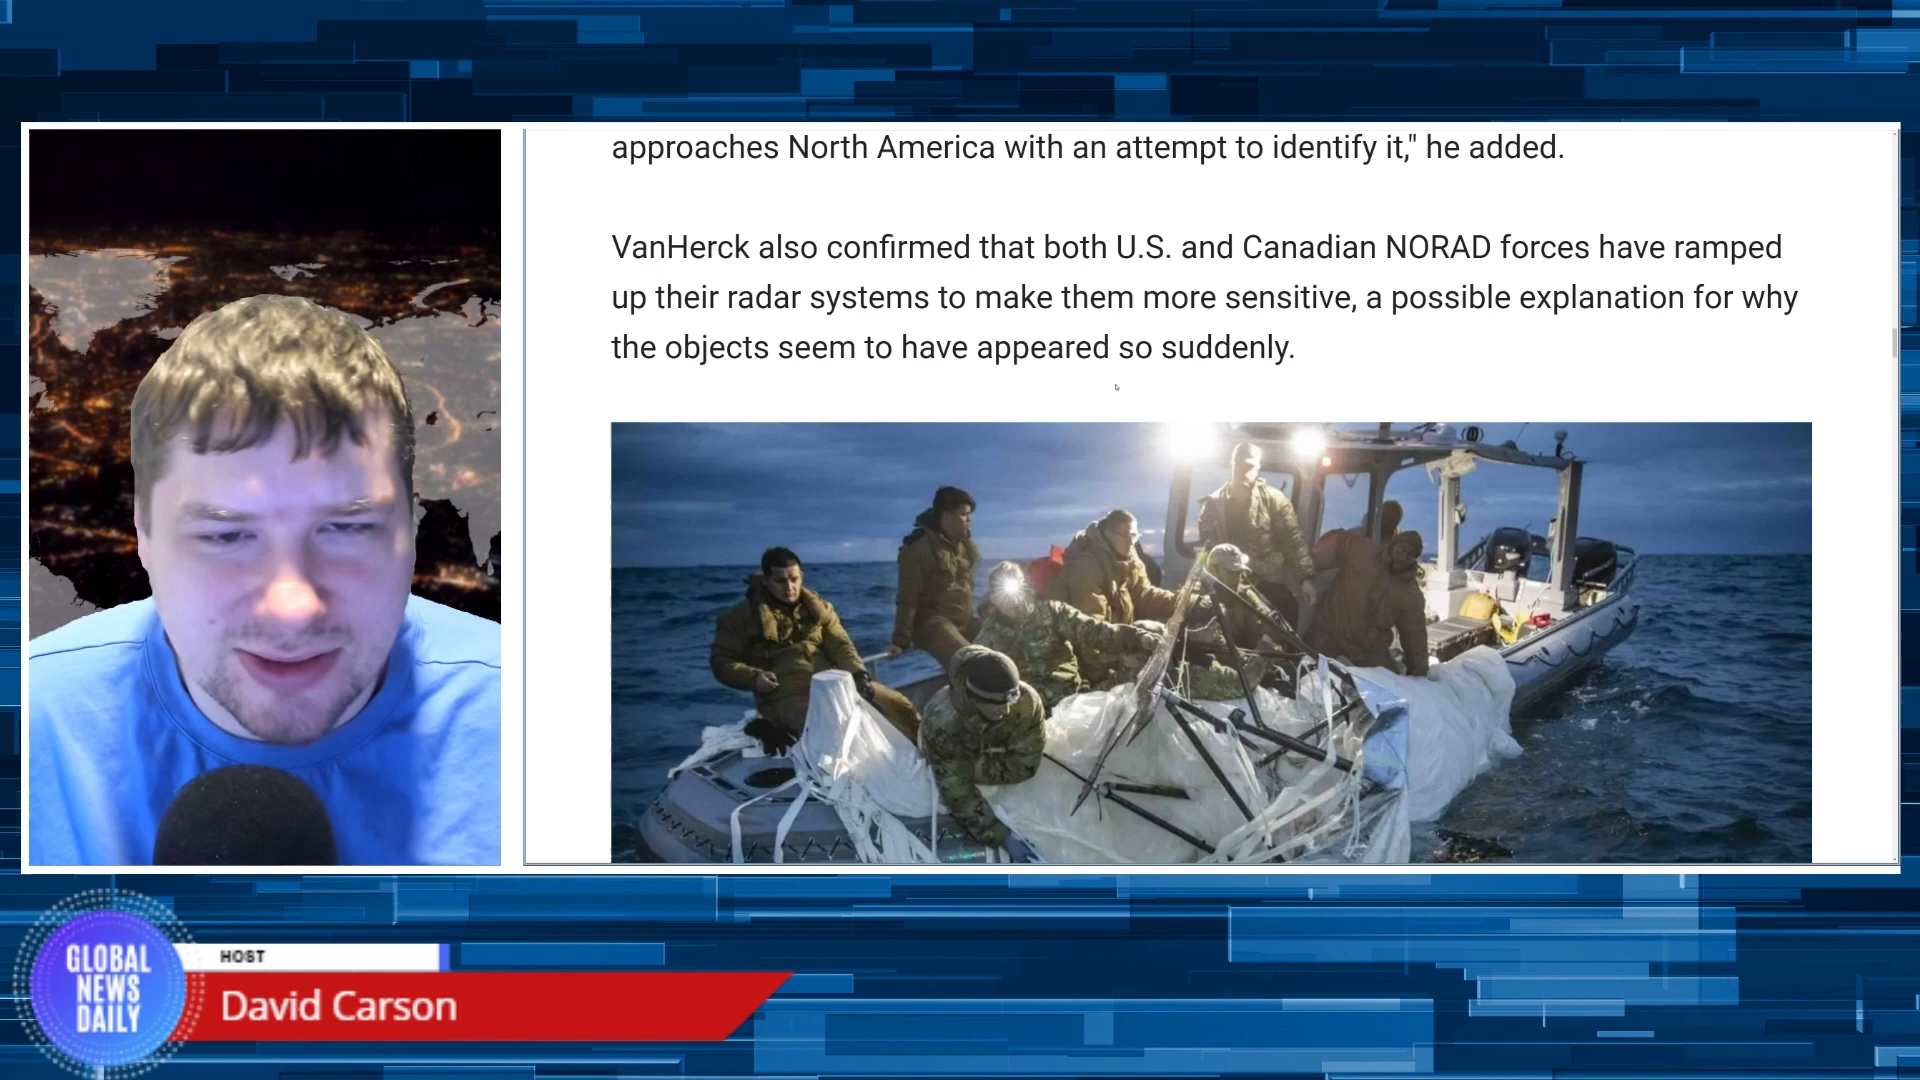 approaches North America with an attempt to identify it," he added.
VanHerck also confirmed that both U.S. and Canadian NORAD forces have ramped
up their radar systems to make them more sensitive, a possible explanation for why
the objects seem to have appeared so suddenly.
GLOBAL
NEWS
DAILY
HOST
David Carson